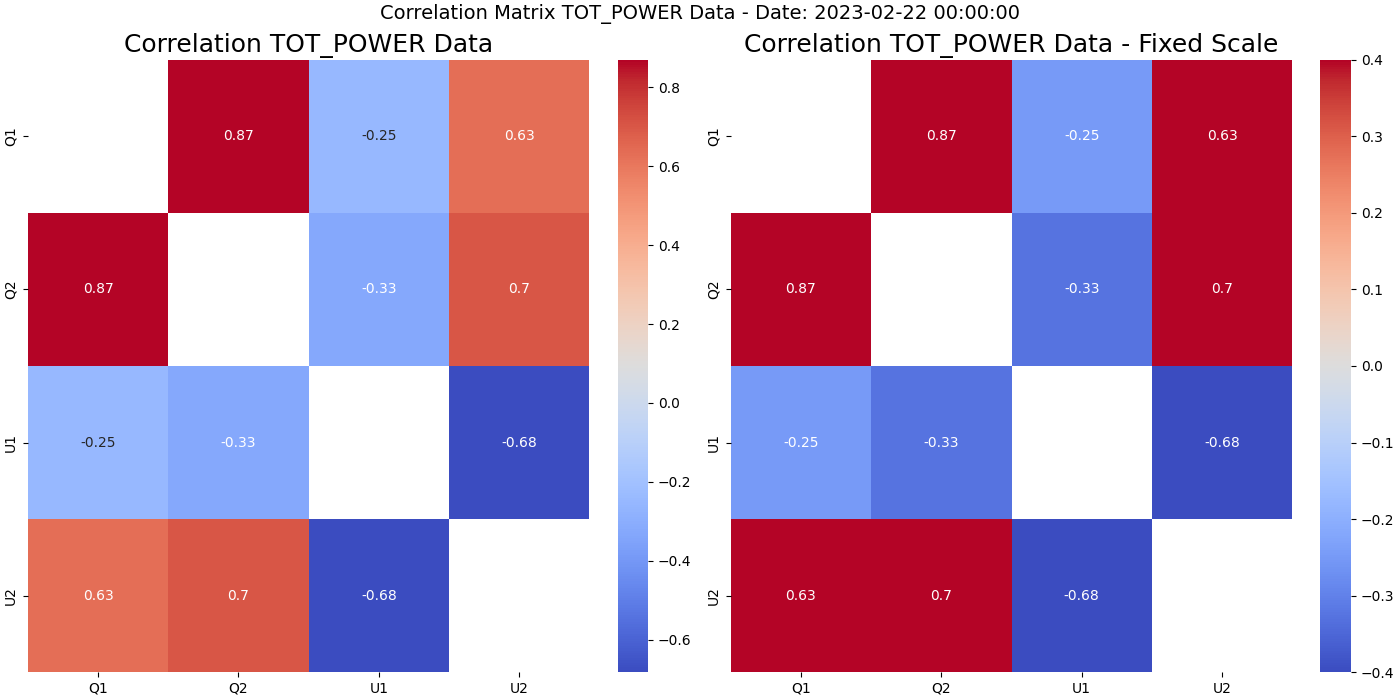 Correlation Matrix TOT_POWER Data - Date: 2023-02-22 00:00:00
Correlation TOT_POWER Data
Q1
0.87
-0.25
0.63
Q2
0.87
-0.33
0.7
U1
-0.25
-0.33
-0.68
U2
0.63
0.7
-0.68
Q1
Q2
U1
U2
0.8
0.6
0.4
0.2
0.0
−0.2
−0.4
−0.6
Correlation TOT_POWER Data - Fixed Scale
Q1
0.87
-0.25
0.63
Q2
0.87
-0.33
0.7
U1
-0.25
-0.33
-0.68
U2
0.63
0.7
-0.68
Q1
Q2
U1
U2
0.4
0.3
0.2
0.1
0.0
−0.1
−0.2
−0.3
−0.4